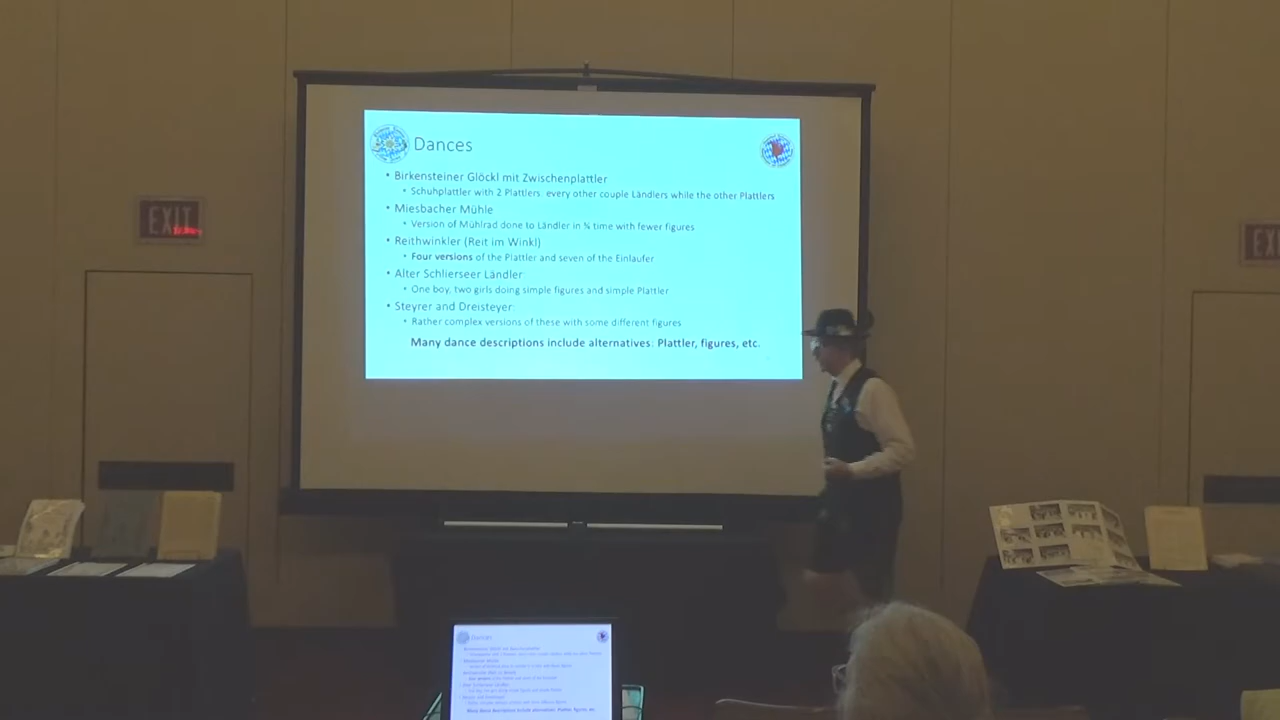 Dances
• Birkensteiner Glöckl mit Zwischenplattler
• Schuhplattler with 2 Plattlers: every other couple Ländlers while the other Plattlers
• Miesbacher Mühle
• Version of Mühlrad done to Ländler in ¾ time with fewer figures
• Reithwinkler (Reit im Winkl)
• Four versions of the Plattler and seven of the Einlaufer
• Alter Schlierseer Ländler:
• One boy, two girls doing simple figures and simple Plattler
• Steyrer and Dreisteyer:
• Rather complex versions of these with some different figures
Many dance descriptions include alternatives: Plattler, figures, etc.
EXIT
EX
Dances